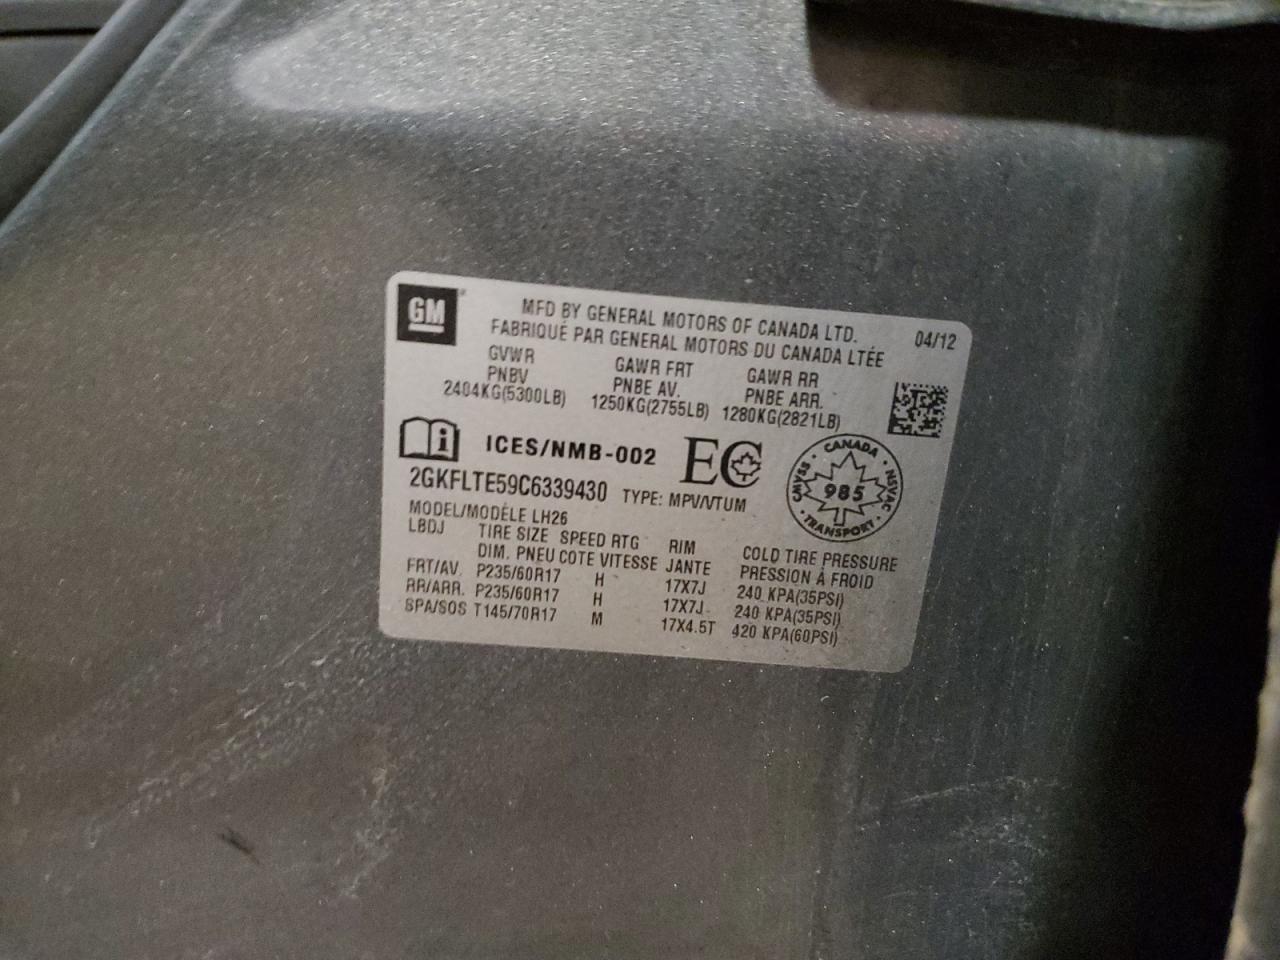 GM
MFD BY GENERAL MOTORS OF CANADA LTD. 04/12
FABRIQUÉ PAR GENERAL MOTORS DU CANADA LTÉE
GVWR GAWR FRT GAWR RR
PNBV PNBE AV. PNBE ARR.
2404KG(5300LB) 1250KG(2755LB) 1280KG(2821LB)
ICES/NMB-002 EC
CANADA
CMVSS 985 NSVAC
TRANSPORT
2GKFLTE59C6339430 TYPE: MPV/VTUM
MODEL/MODÈLE LH26
LBDJ TIRE SIZE SPEED RTG RIM COLD TIRE PRESSURE
DIM. PNEU COTE VITESSE JANTE PRESSION À FROID
FRT/AV. P235/60R17 H 17X7J 240 KPA(35PSI)
RR/ARR. P235/60R17 H 17X7J 240 KPA(35PSI)
SPA/SOS T145/70R17 M 17X4.5T 420 KPA(60PSI)